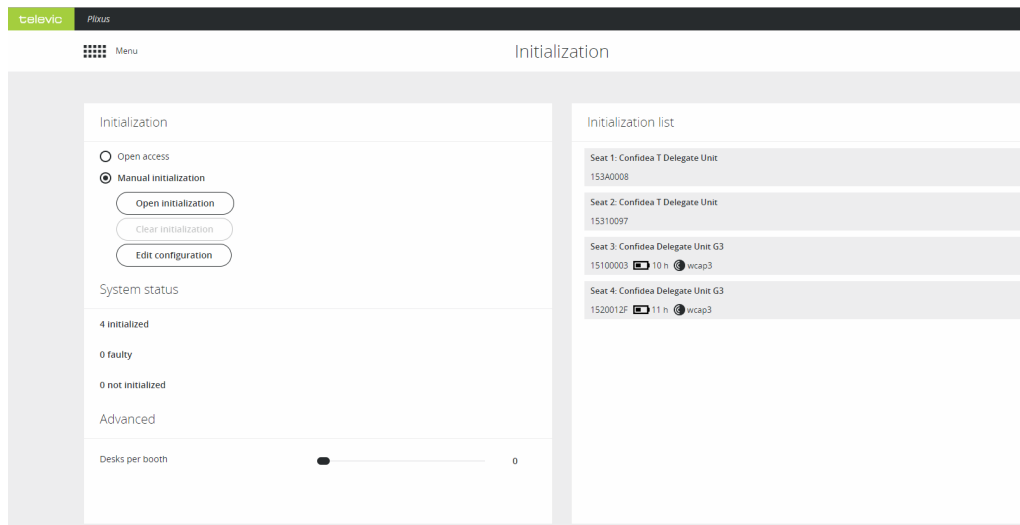 televic Plixus
Menu
Initialization
Initialization
Open access
Manual initialization
Open initialization
Clear initialization
Edit configuration
System status
4 initialized
0 faulty
0 not initialized
Advanced
Desks per booth 0
Initialization list
Seat 1: Confidea T Delegate Unit
153A0008
Seat 2: Confidea T Delegate Unit
15310097
Seat 3: Confidea Delegate Unit G3
15100003 10 h wcap3
Seat 4: Confidea Delegate Unit G3
1520012F 11 h wcap3